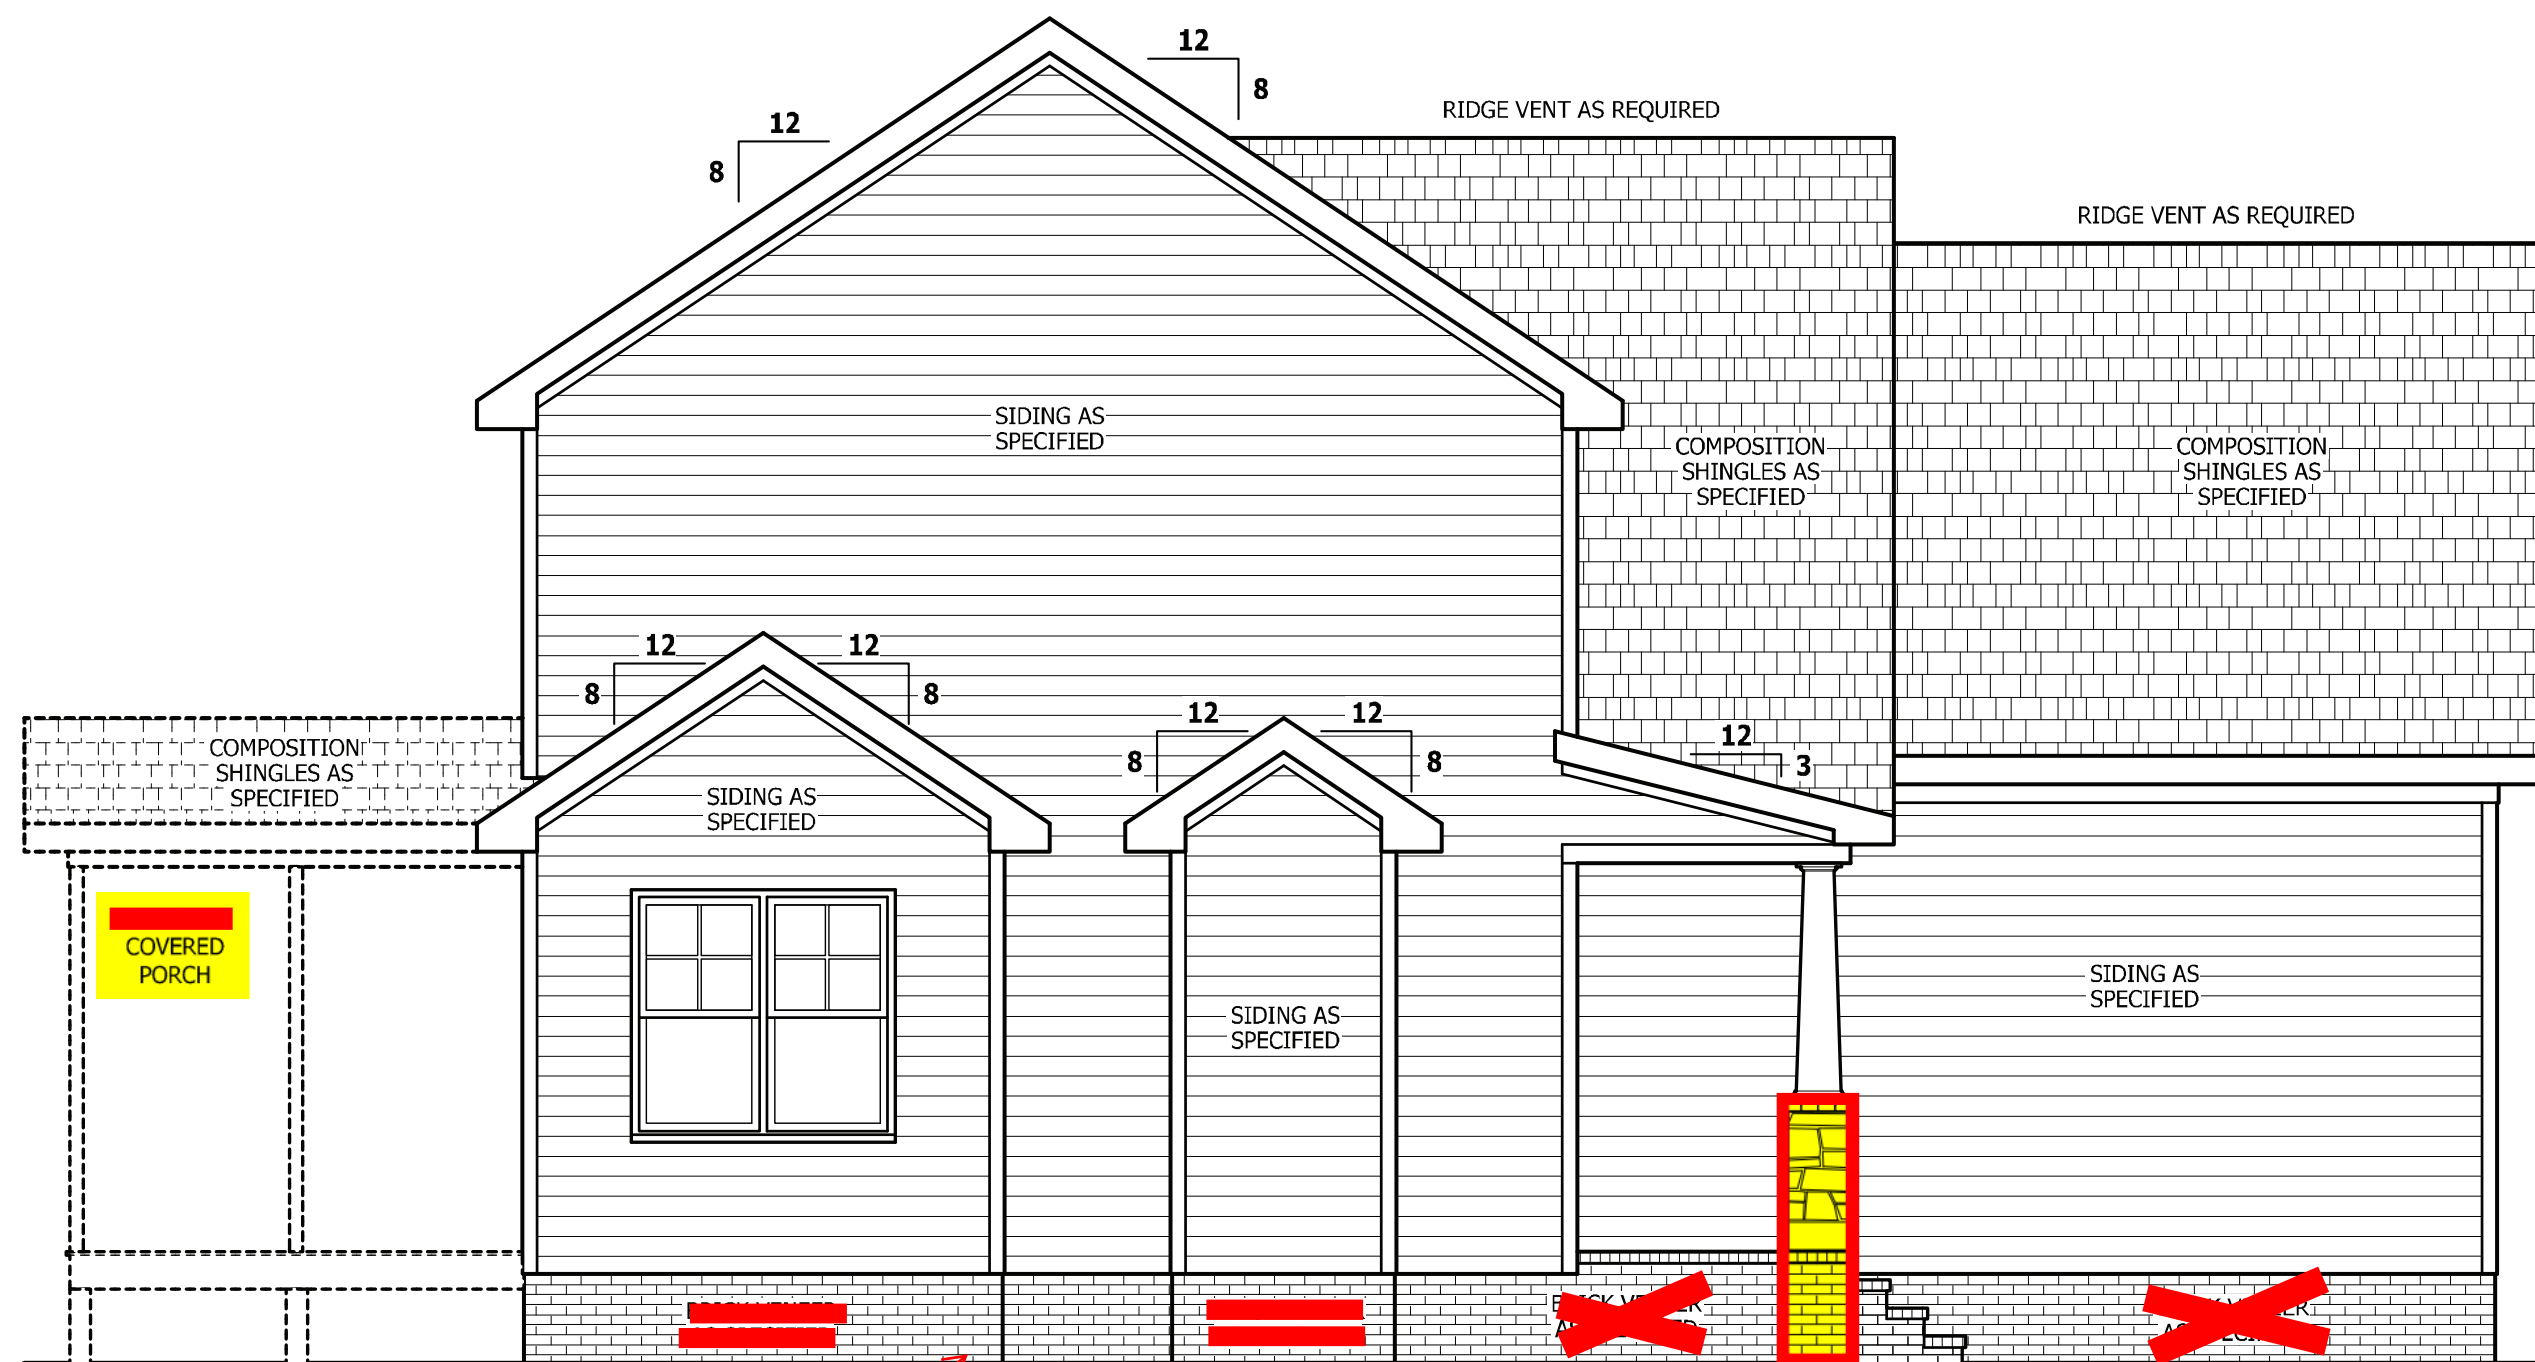 12
8
12
8
RIDGE VENT AS REQUIRED
RIDGE VENT AS REQUIRED
SIDING AS
SPECIFIED
COMPOSITION
SHINGLES AS
SPECIFIED
COMPOSITION
SHINGLES AS
SPECIFIED
12
8
12
8
12
8
12
8
12
3
COMPOSITION
SHINGLES AS
SPECIFIED
SIDING AS
SPECIFIED
COVERED
PORCH
SIDING AS
SPECIFIED
SIDING AS
SPECIFIED